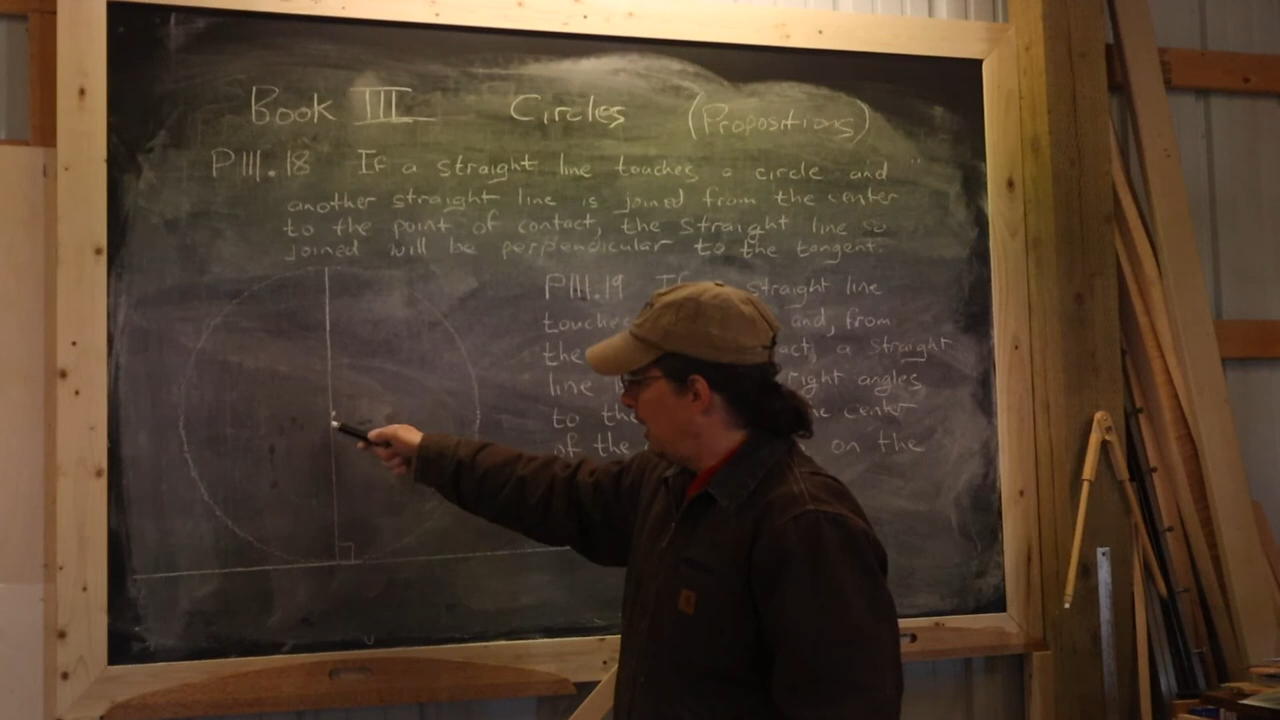 Book III Circles (Propositions)
P III. 18 If a straight line touches a circle and
another straight line is joined from the center
to the point of contact, the straight line so
joined will be perpendicular to the tangent.
P III. 19 If straight line
touches and, from
the a straight
line right angles
to the center
of the on the